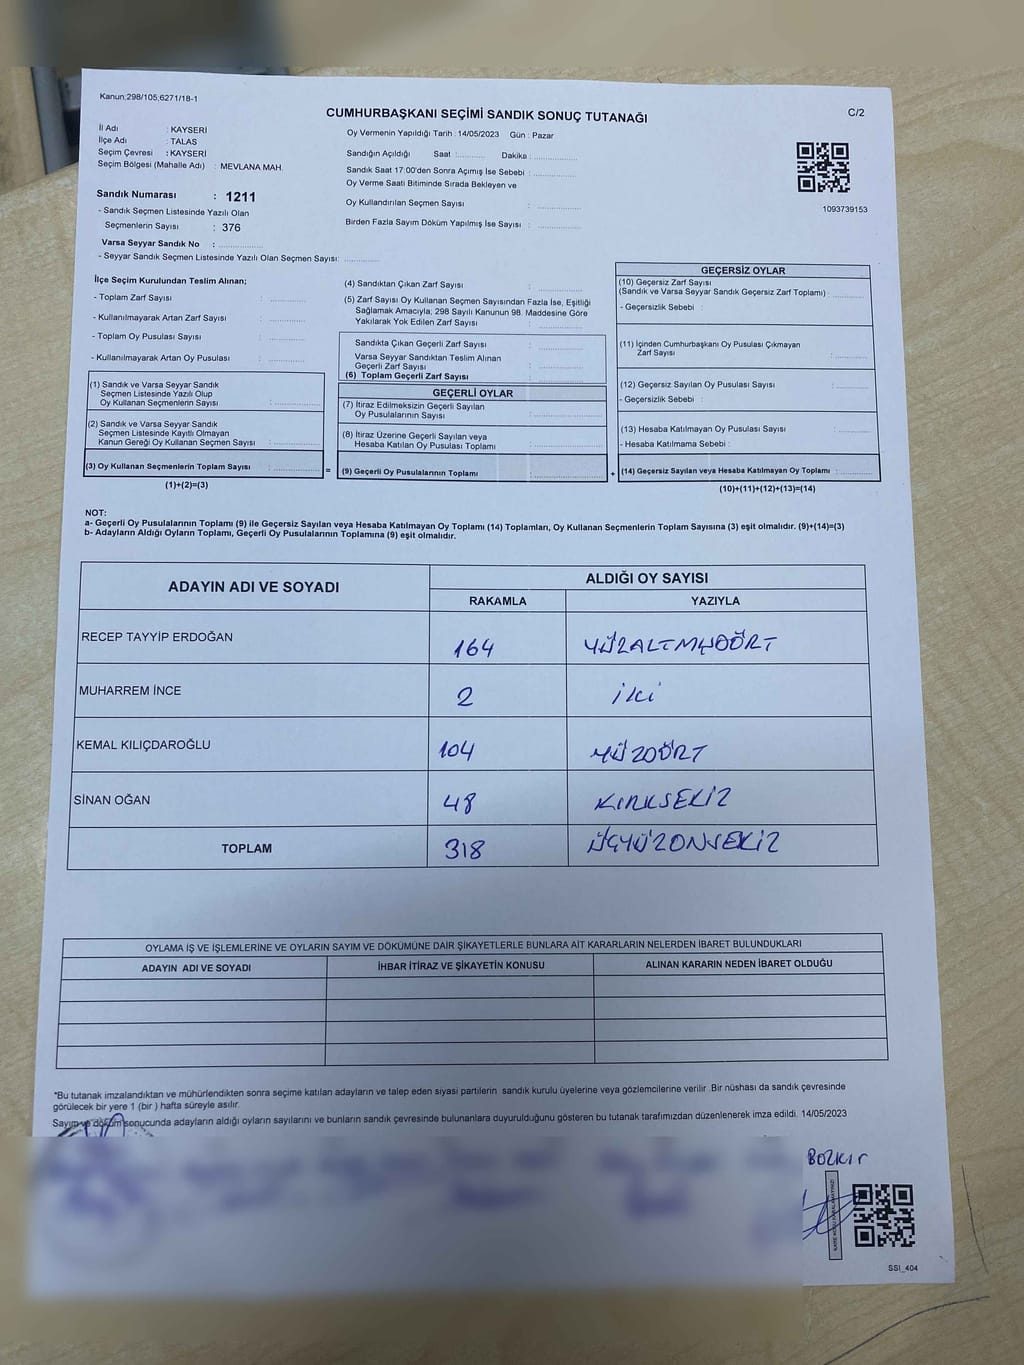 Kanun;298/105;6271/18-1
CUMHURBAŞKANI SEÇİMİ SANDIK SONUÇ TUTANAĞI
C/2
İl Adı : KAYSERİ
İlçe Adı : TALAS
Seçim Çevresi : KAYSERİ
Seçim Bölgesi (Mahalle Adı) : MEVLANA MAH.
Sandık Numarası : 1211
- Sandık Seçmen Listesinde Yazılı Olan
Seçmenlerin Sayısı : 376
Varsa Seyyar Sandık No :
- Seyyar Sandık Seçmen Listesinde Yazılı Olan Seçmen Sayısı:
Oy Vermenin Yapıldığı Tarih : 14/05/2023 Gün : Pazar
Sandığın Açıldığı Saat : Dakika :
Sandık Saat 17:00'den Sonra Açımış İse Sebebi :
Oy Verme Saati Bitiminde Sırada Bekleyen ve
Oy Kullandırılan Seçmen Sayısı :
Birden Fazla Sayım Döküm Yapılmış İse Sayısı :
1093739153
İlçe Seçim Kurulundan Teslim Alınan;
- Toplam Zarf Sayısı :
- Kullanılmayarak Artan Zarf Sayısı :
- Toplam Oy Pusulası Sayısı :
- Kullanılmayarak Artan Oy Pusulası :
(1) Sandık ve Varsa Seyyar Sandık
Seçmen Listesinde Yazılı Olup
Oy Kullanan Seçmenlerin Sayısı :
(2) Sandık ve Varsa Seyyar Sandık
Seçmen Listesinde Kayıtlı Olmayan
Kanun Gereği Oy Kullanan Seçmen Sayısı :
(3) Oy Kullanan Seçmenlerin Toplam Sayısı :
(1)+(2)=(3)
=
(4) Sandıktan Çıkan Zarf Sayısı :
(5) Zarf Sayısı Oy Kullanan Seçmen Sayısından Fazla İse, Eşitliği
Sağlamak Amacıyla; 298 Sayılı Kanunun 98. Maddesine Göre
Yakılarak Yok Edilen Zarf Sayısı :
Sandıkta Çıkan Geçerli Zarf Sayısı :
Varsa Seyyar Sandıktan Teslim Alınan
Geçerli Zarf Sayısı :
(6) Toplam Geçerli Zarf Sayısı :
GEÇERLİ OYLAR
(7) İtiraz Edilmeksizin Geçerli Sayılan
Oy Pusulalarının Sayısı :
(8) İtiraz Üzerine Geçerli Sayılan veya
Hesaba Katılan Oy Pusulası Toplamı :
(9) Geçerli Oy Pusulalarının Toplamı :
+
GEÇERSİZ OYLAR
(10) Geçersiz Zarf Sayısı
(Sandık ve Varsa Seyyar Sandık Geçersiz Zarf Toplamı) :
- Geçersizlik Sebebi :
(11) İçinden Cumhurbaşkanı Oy Pusulası Çıkmayan
Zarf Sayısı :
(12) Geçersiz Sayılan Oy Pusulası Sayısı :
- Geçersizlik Sebebi :
(13) Hesaba Katılmayan Oy Pusulası Sayısı :
- Hesaba Katılmama Sebebi :
(14) Geçersiz Sayılan veya Hesaba Katılmayan Oy Toplamı :
(10)+(11)+(12)+(13)=(14)
NOT:
a- Geçerli Oy Pusulalarının Toplamı (9) ile Geçersiz Sayılan veya Hesaba Katılmayan Oy Toplamı (14) Toplamları, Oy Kullanan Seçmenlerin Toplam Sayısına (3) eşit olmalıdır. (9)+(14)=(3)
b- Adayların Aldığı Oyların Toplamı, Geçerli Oy Pusulalarının Toplamına (9) eşit olmalıdır.
ADAYIN ADI VE SOYADI
ALDIĞI OY SAYISI
RAKAMLA YAZIYLA
RECEP TAYYİP ERDOĞAN 164 YÜZALTMIŞDÖRT
MUHARREM İNCE 2 İKİ
KEMAL KILIÇDAROĞLU 104 YÜZDÖRT
SİNAN OĞAN 48 KIRKSEKİZ
TOPLAM 318 ÜÇYÜZONSEKİZ
OYLAMA İŞ VE İŞLEMLERİNE VE OYLARIN SAYIM VE DÖKÜMÜNE DAİR ŞİKAYETLERLE BUNLARA AİT KARARLARIN NELERDEN İBARET BULUNDUKLARI
ADAYIN ADI VE SOYADI İHBAR İTİRAZ VE ŞİKAYETİN KONUSU ALINAN KARARIN NEDEN İBARET OLDUĞU
*Bu tutanak imzalandıktan ve mühürlendikten sonra seçime katılan adayların ve talep eden siyasi partilerin sandık kurulu üyelerine veya gözlemcilerine verilir .Bir nüshası da sandık çevresinde
görülecek bir yere 1 (bir ) hafta süreyle asılır.
Sayım ve döküm sonucunda adayların aldığı oyların sayılarını ve bunların sandık çevresinde bulunanlara duyurulduğunu gösteren bu tutanak tarafımızdan düzenlenerek imza edildi. 14/05/2023
BOZKIR
SSI_404